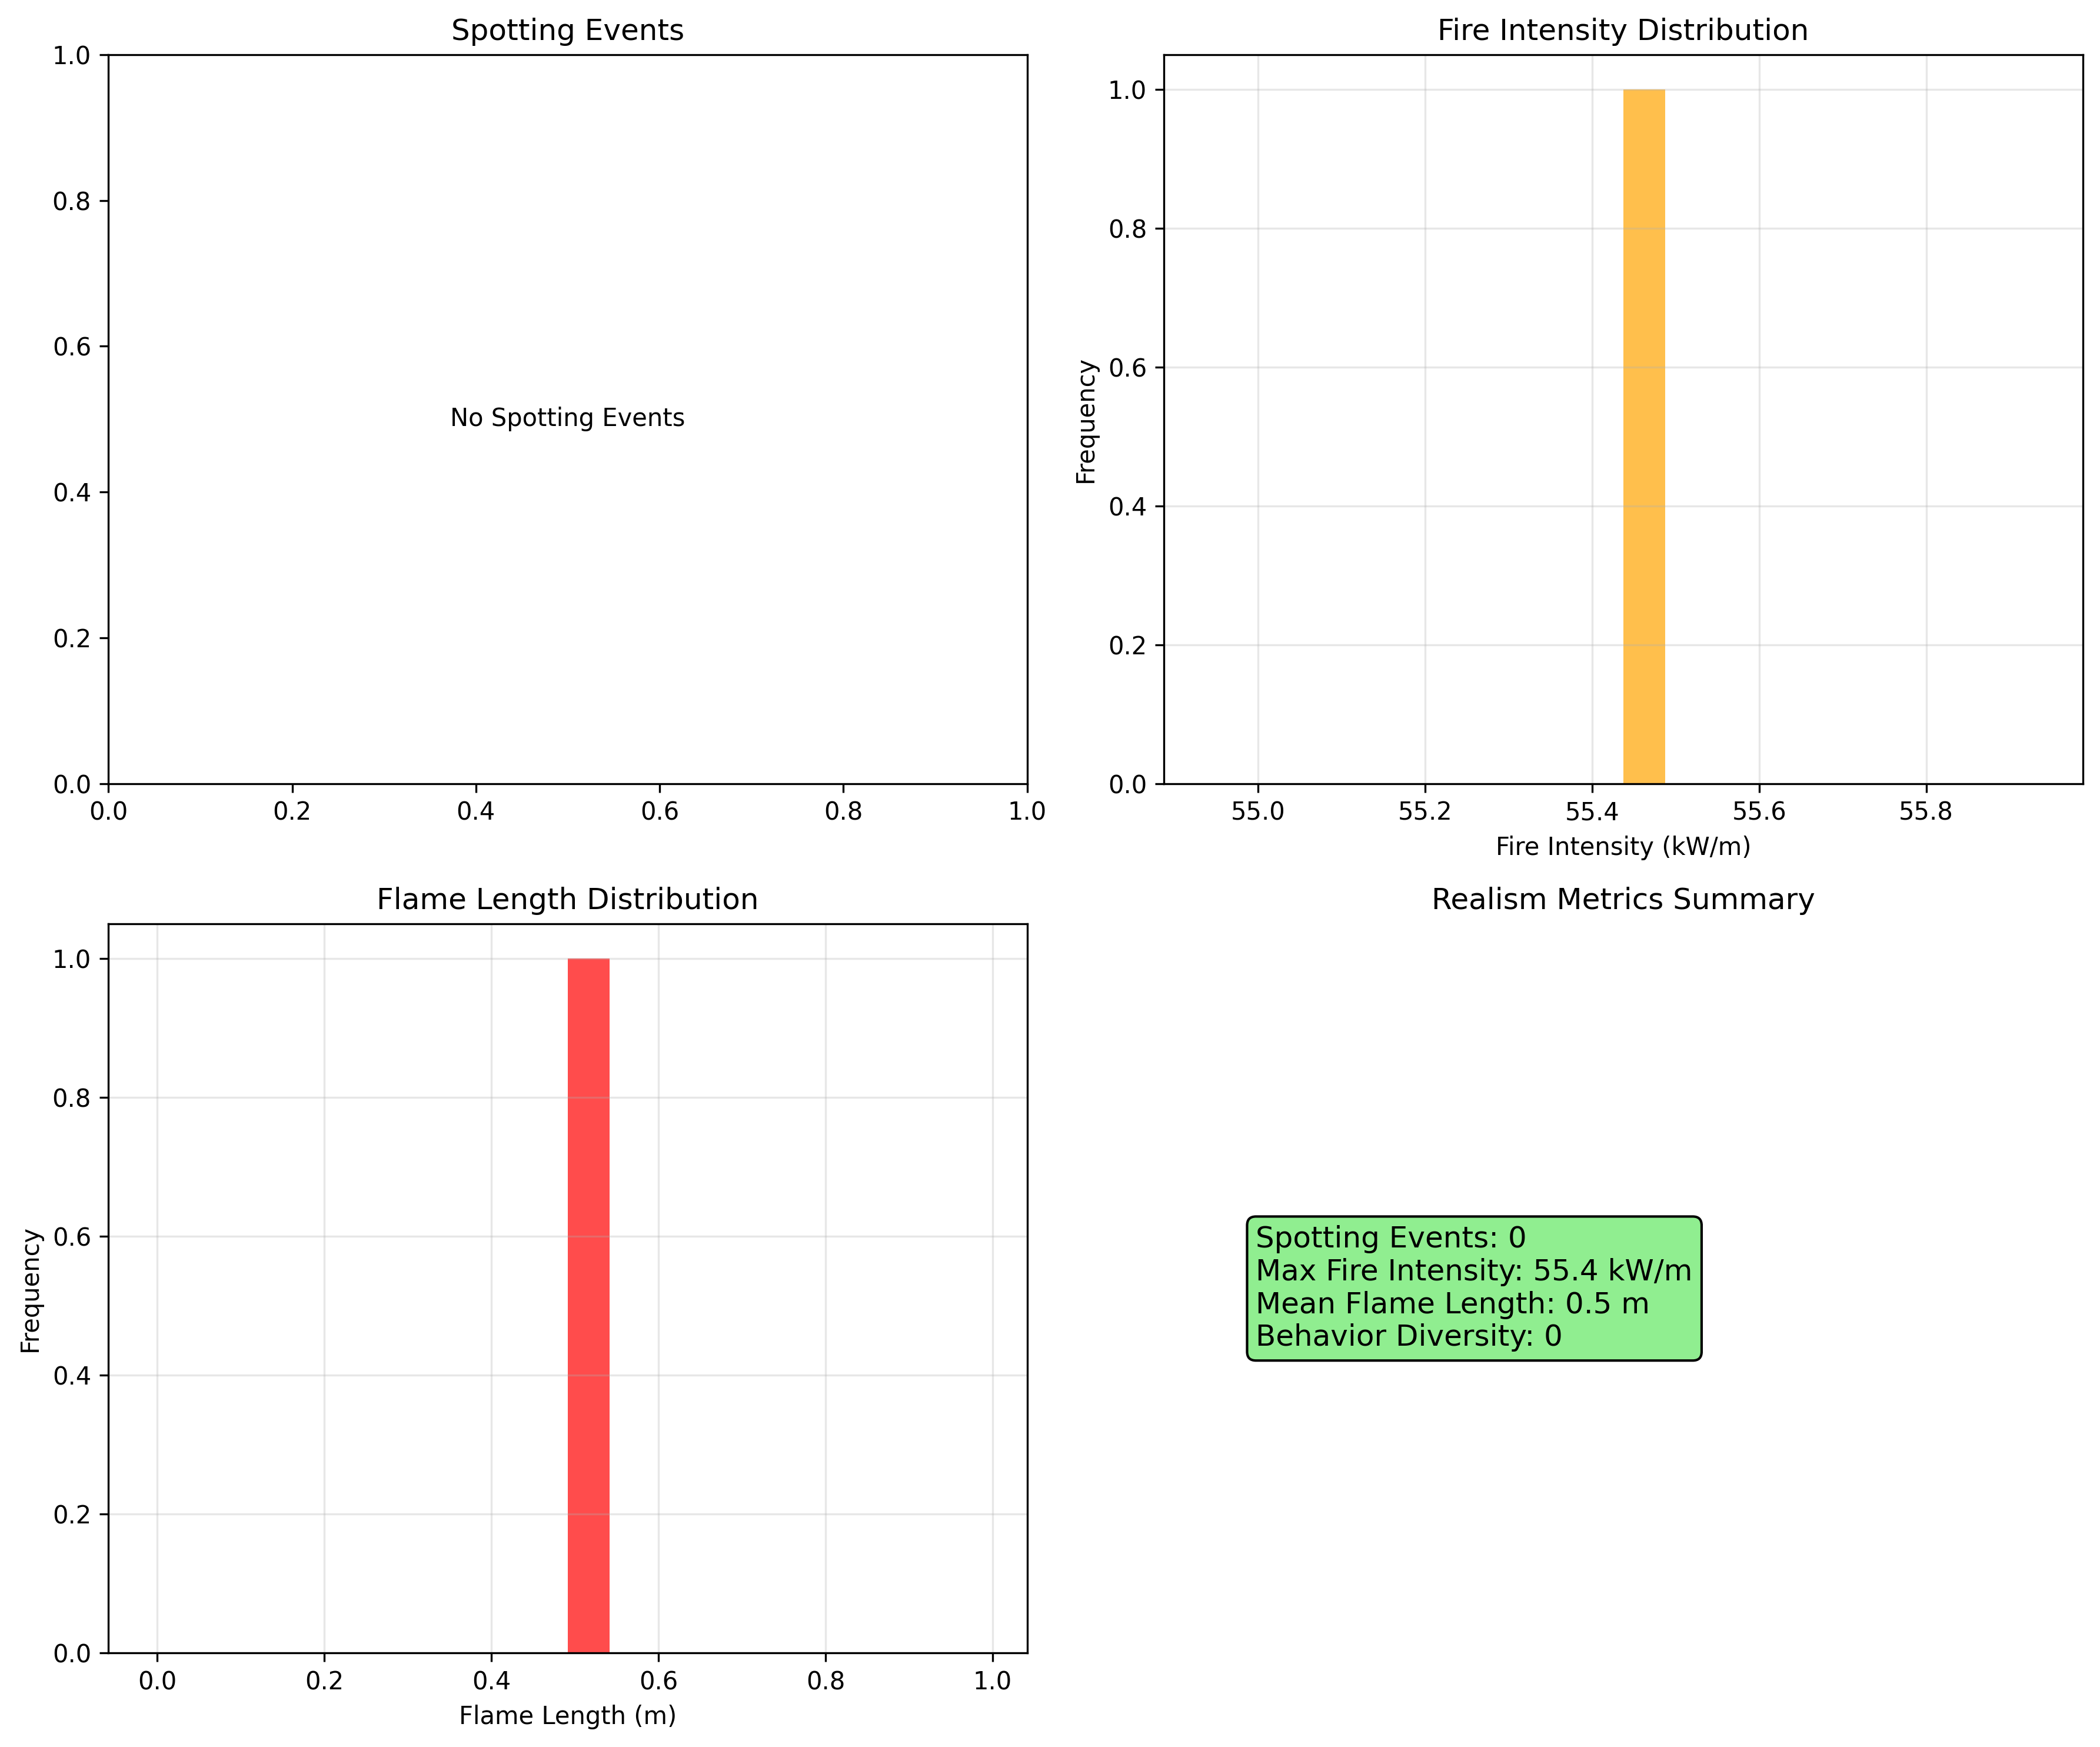 Spotting Events
1.0
0.8
0.6
0.4
0.2
0.0
No Spotting Events
0.0 0.2 0.4 0.6 0.8 1.0
Fire Intensity Distribution
Frequency
1.0
0.8
0.6
0.4
0.2
0.0
55.0 55.2 55.4 55.6 55.8
Fire Intensity (kW/m)
Flame Length Distribution
Frequency
1.0
0.8
0.6
0.4
0.2
0.0
0.0 0.2 0.4 0.6 0.8 1.0
Flame Length (m)
Realism Metrics Summary
Spotting Events: 0
Max Fire Intensity: 55.4 kW/m
Mean Flame Length: 0.5 m
Behavior Diversity: 0